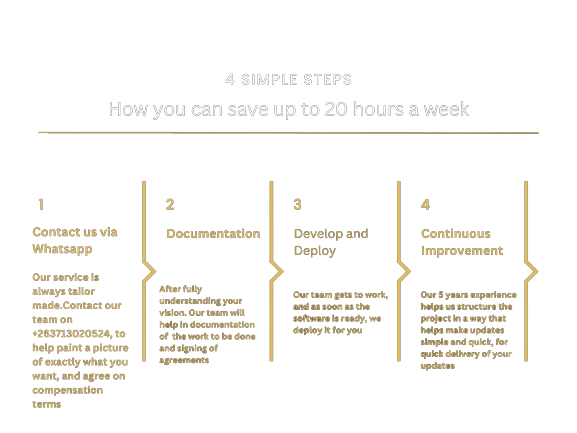 4 SIMPLE STEPS
How you can save up to 20 hours a week
1
Contact us via
Whatsapp
Our service is
always tailor
made.Contact our
team on
+263713020524, to
help paint a picture
of exactly what you
want, and agree on
compensation
terms
2
Documentation
After fully
understanding your
vision. Our team will
help in documentation
of the work to be done
and signing of
agreements
3
Develop and
Deploy
Our team gets to work,
and as soon as the
software is ready, we
deploy it for you
4
Continuous
Improvement
Our 5 years experience
helps us structure the
project in a way that
helps make updates
simple and quick, for
quick delivery of your
updates